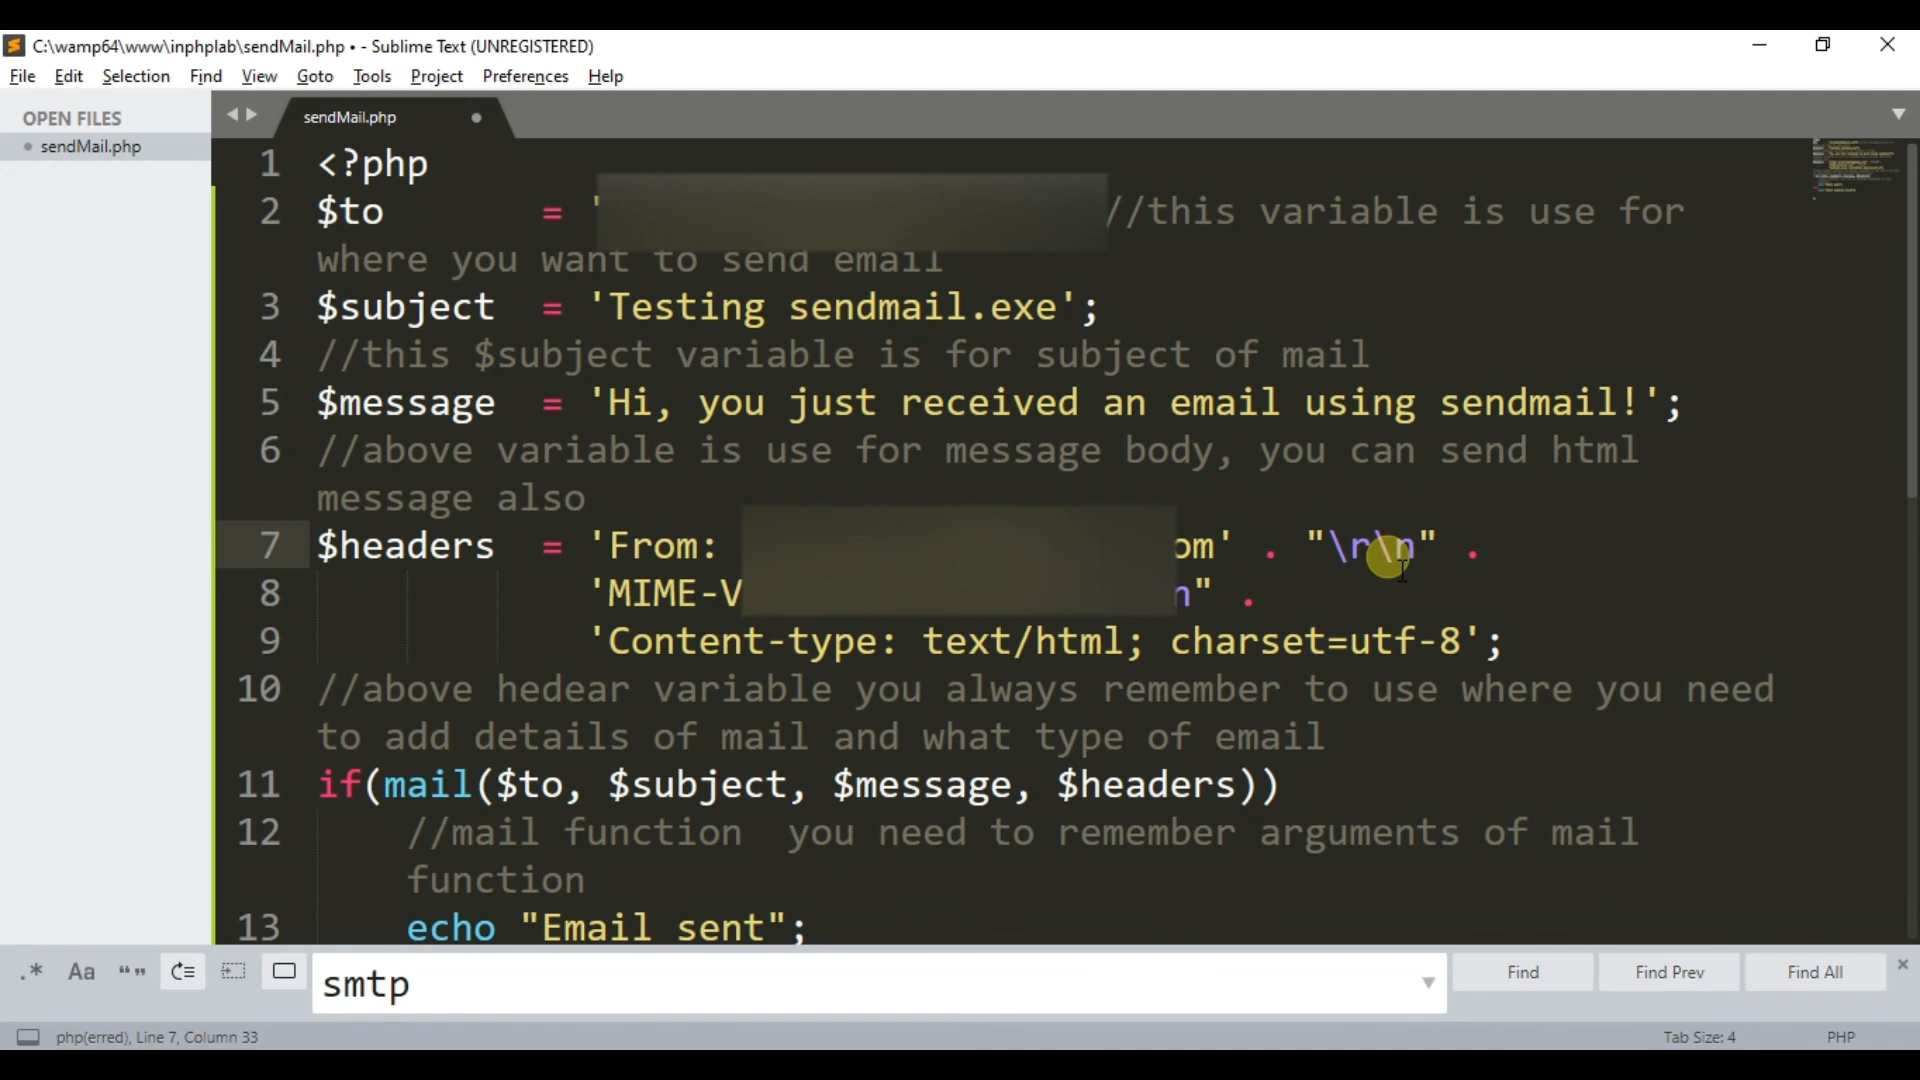 C:\wamp64\www\inphplab\sendMail.php • - Sublime Text (UNREGISTERED)
File Edit Selection Find View Goto Tools Project Preferences Help
OPEN FILES
sendMail.php
sendMail.php
1 <?php
2 $to = ' //this variable is use for
where you want to send email
3 $subject = 'Testing sendmail.exe';
4 //this $subject variable is for subject of mail
5 $message = 'Hi, you just received an email using sendmail!';
6 //above variable is use for message body, you can send html
message also
7 $headers = 'From: om' . "\r\n" .
8 'MIME-V n" .
9 'Content-type: text/html; charset=utf-8';
10 //above hedear variable you always remember to use where you need
to add details of mail and what type of email
11 if(mail($to, $subject, $message, $headers))
12 //mail function you need to remember arguments of mail
function
13 echo "Email sent";
.* Aa “” smtp Find Find Prev Find All
php(erred), Line 7, Column 33 Tab Size: 4 PHP